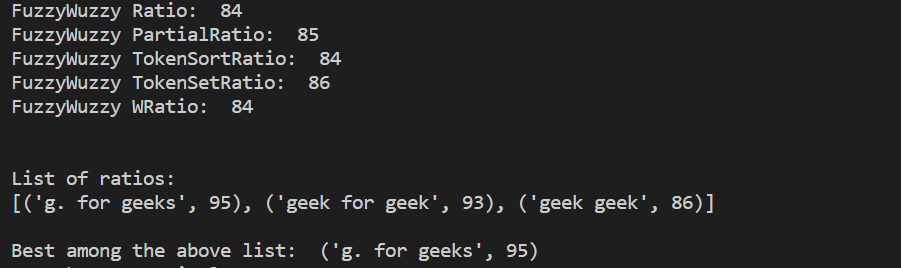 FuzzyWuzzy Ratio:  84
FuzzyWuzzy PartialRatio:  85
FuzzyWuzzy TokenSortRatio:  84
FuzzyWuzzy TokenSetRatio:  86
FuzzyWuzzy WRatio:  84
List of ratios:
[('g. for geeks', 95), ('geek for geek', 93), ('geek geek', 86)]
Best among the above list:  ('g. for geeks', 95)